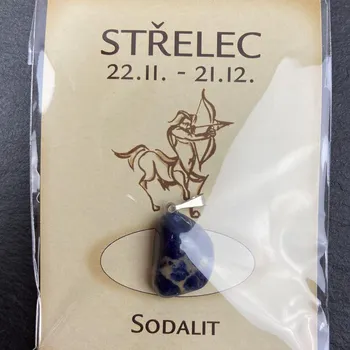 STŘELEC
22.11. - 21.12.
SODALIT